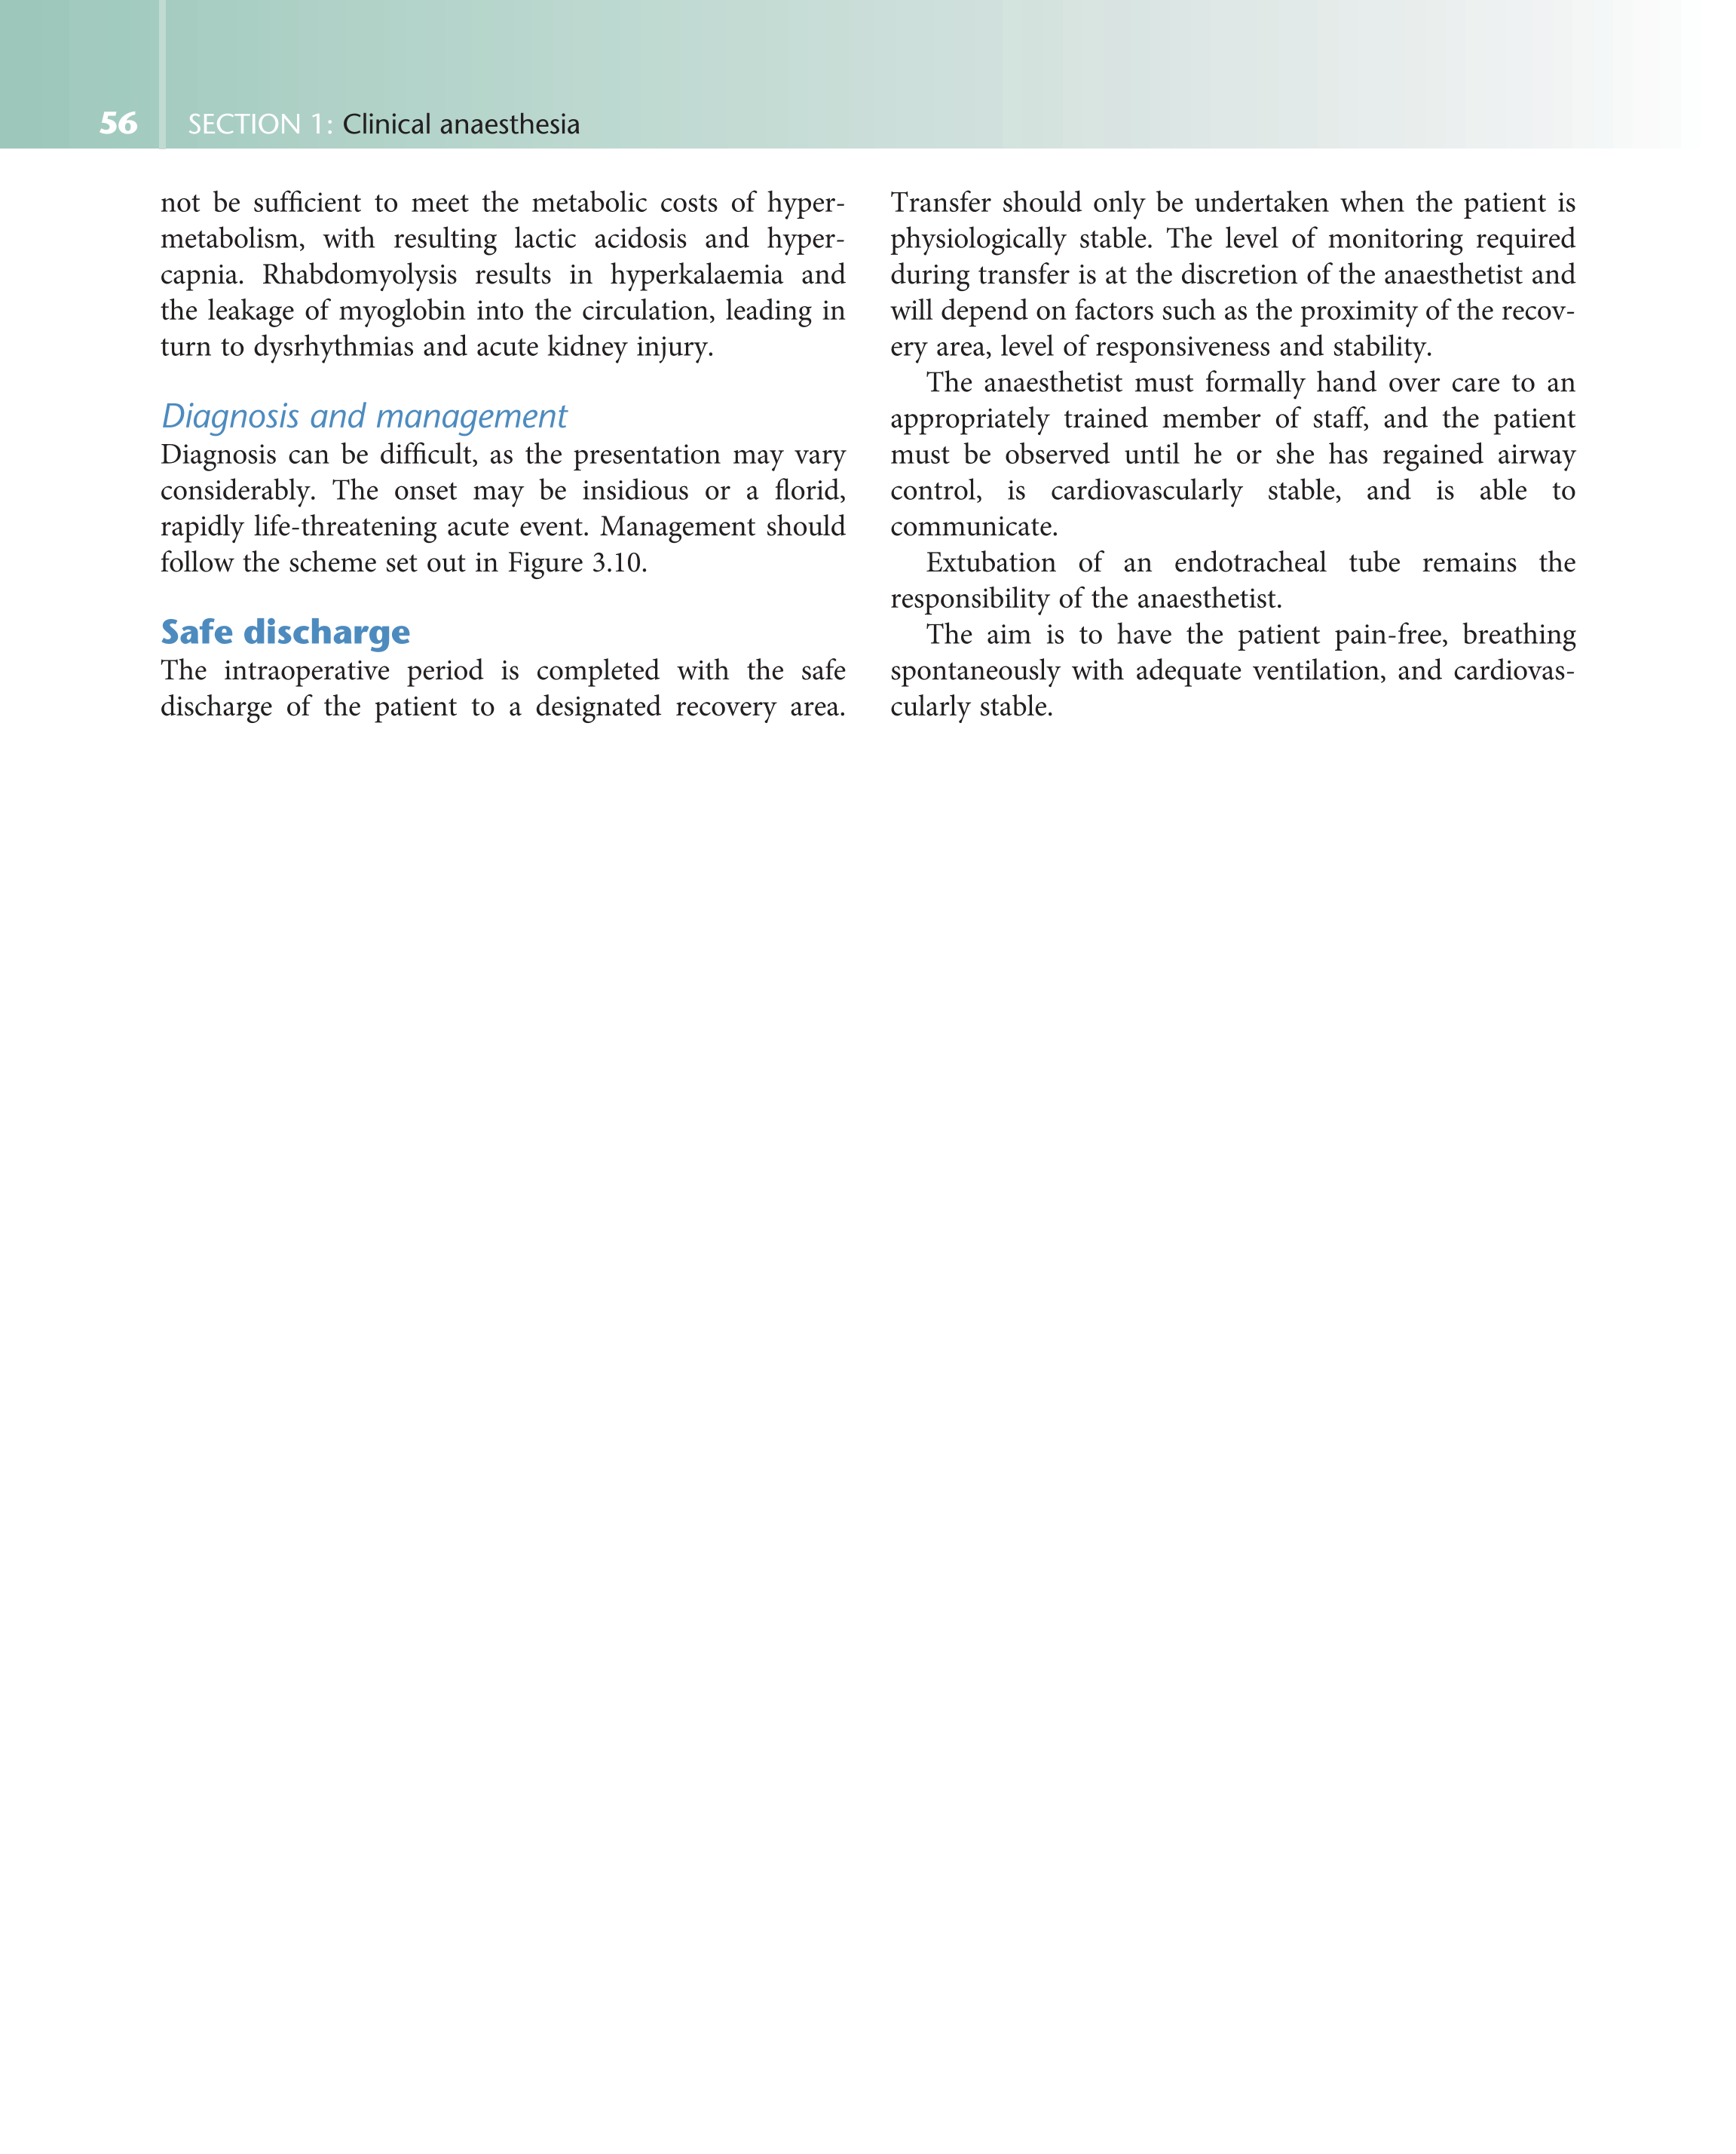 56 SECTION 1: Clinical anaesthesia
not be sufficient to meet the metabolic costs of hyper-
metabolism, with resulting lactic acidosis and hyper-
capnia. Rhabdomyolysis results in hyperkalaemia and
the leakage of myoglobin into the circulation, leading in
turn to dysrhythmias and acute kidney injury.
Diagnosis and management
Diagnosis can be difficult, as the presentation may vary
considerably. The onset may be insidious or a florid,
rapidly life-threatening acute event. Management should
follow the scheme set out in Figure 3.10.
Safe discharge
The intraoperative period is completed with the safe
discharge of the patient to a designated recovery area.
Transfer should only be undertaken when the patient is
physiologically stable. The level of monitoring required
during transfer is at the discretion of the anaesthetist and
will depend on factors such as the proximity of the recov-
ery area, level of responsiveness and stability.
The anaesthetist must formally hand over care to an
appropriately trained member of staff, and the patient
must be observed until he or she has regained airway
control, is cardiovascularly stable, and is able to
communicate.
Extubation of an endotracheal tube remains the
responsibility of the anaesthetist.
The aim is to have the patient pain-free, breathing
spontaneously with adequate ventilation, and cardiovas-
cularly stable.